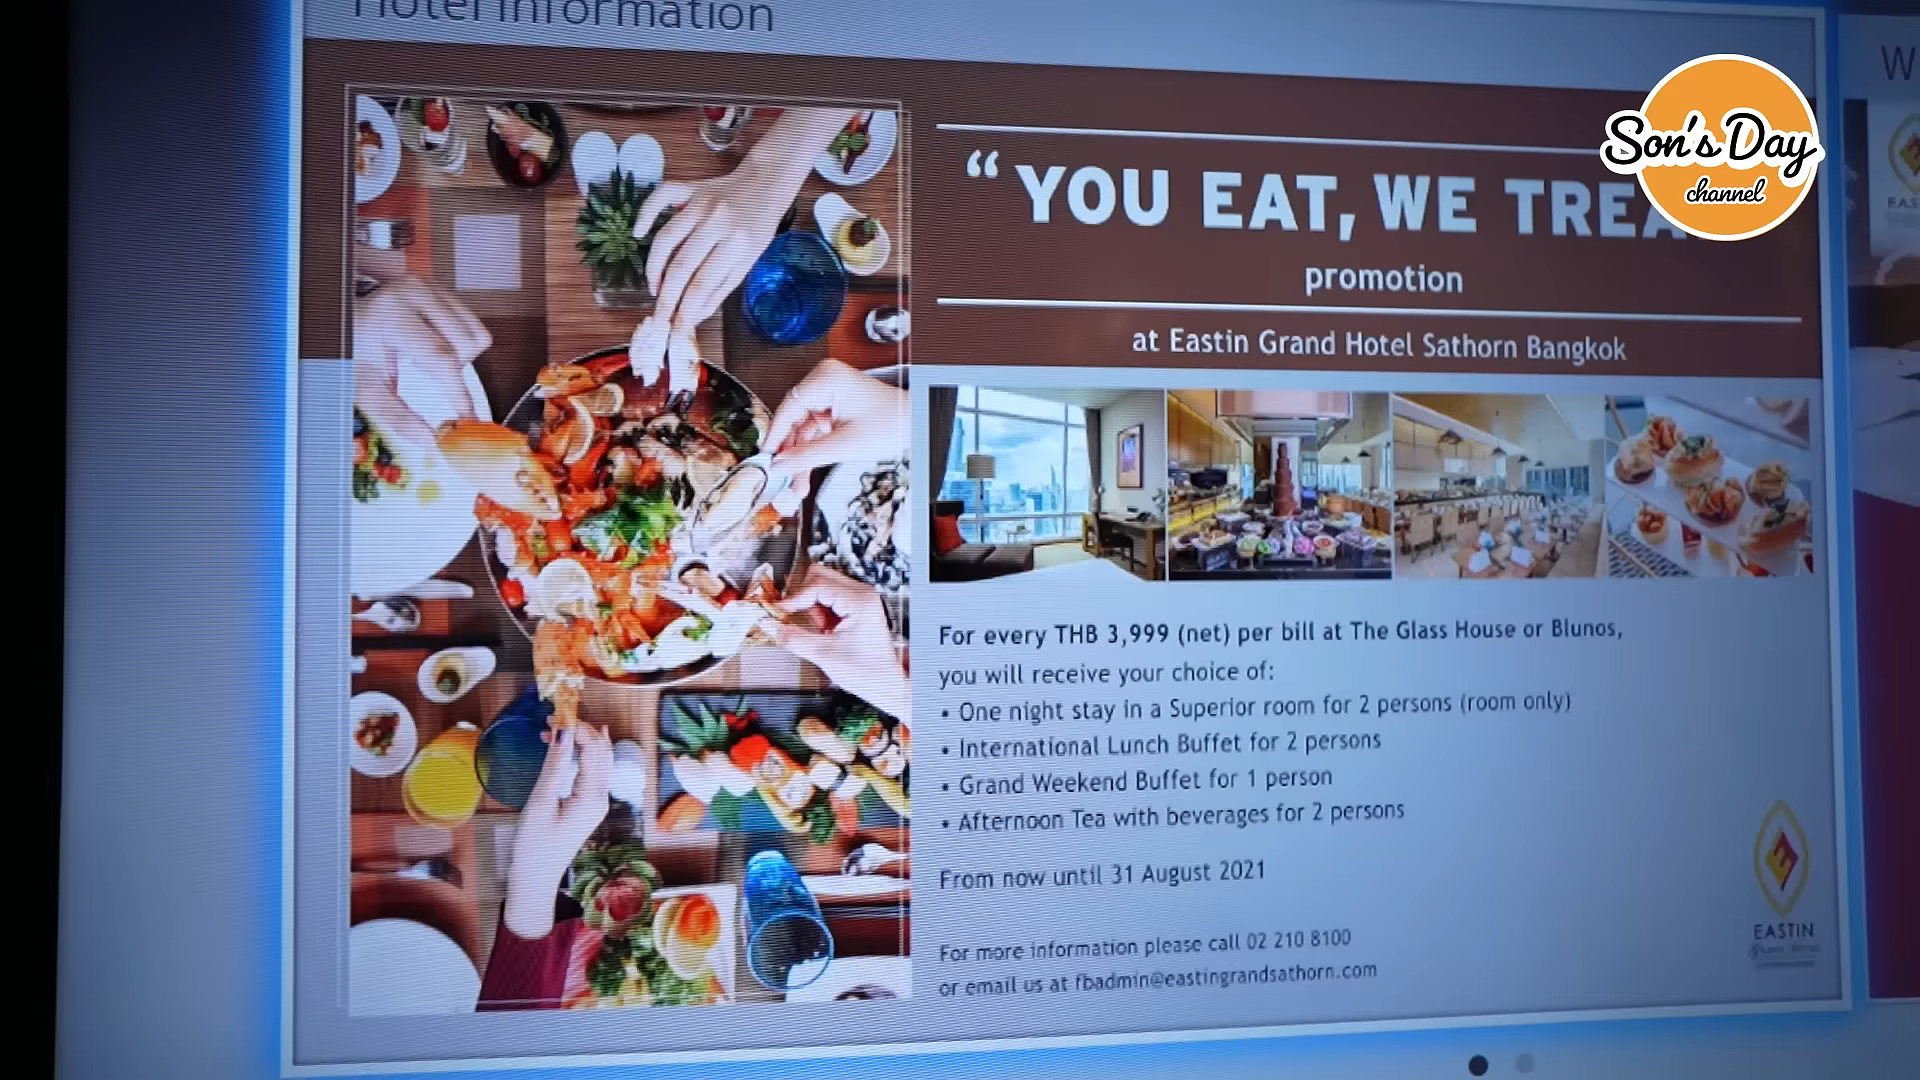 Hotel Information
W
Son's Day
channel
“ YOU EAT, WE TREA
promotion
at Eastin Grand Hotel Sathorn Bangkok
For every THB 3,999 (net) per bill at The Glass House or Blunos,
you will receive your choice of:
• One night stay in a Superior room for 2 persons (room only)
• International Lunch Buffet for 2 persons
• Grand Weekend Buffet for 1 person
• Afternoon Tea with beverages for 2 persons
From now until 31 August 2021
For more information please call 02 210 8100
or email us at fbadmin@eastingrandsathorn.com
EASTIN